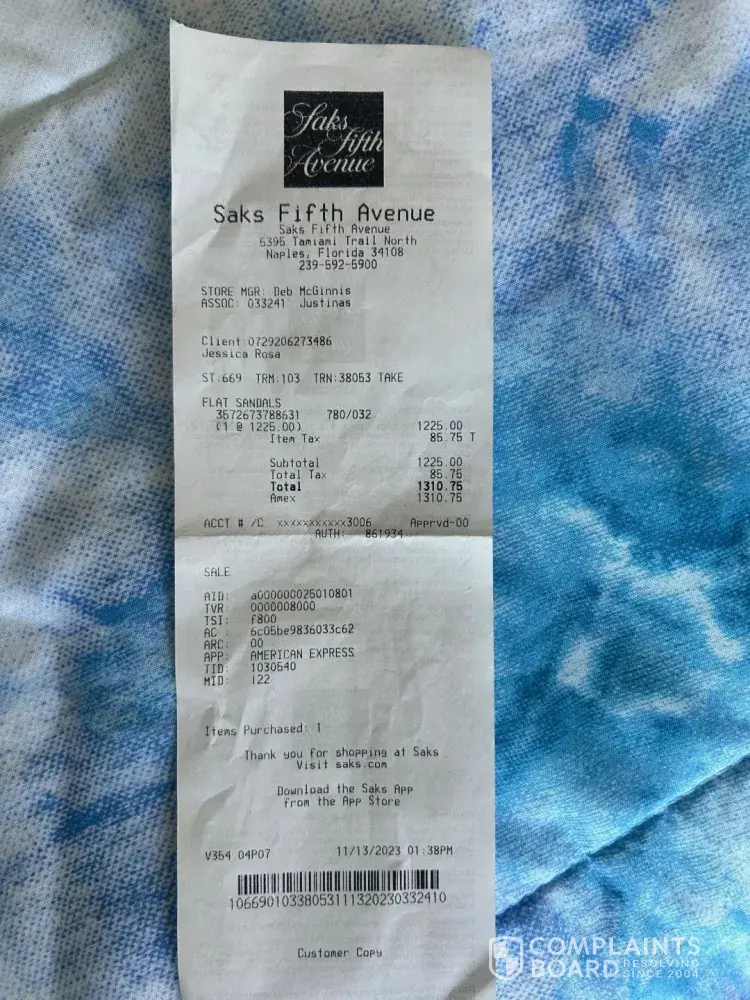 Saks
Fifth
Avenue
Saks Fifth Avenue
Saks Fifth Avenue
5395 Tamiami Trail North
Naples, Florida 34108
239-592-5900
STORE MGR: Deb McGinnis
ASSOC: 033241 Justinas
Client:0729206273486
Jessica Rosa
ST:669 TRM:103 TRN:38053 TAKE
FLAT SANDALS
3572673788631 780/032
(1 @ 1225.00) 1225.00
Item Tax 85.75 T
Subtotal 1225.00
Total Tax 85.75
Total 1310.75
Amex 1310.75
ACCT # /C xxxxxxxxxxx3006 Apprvd-00
AUTH: 861934
SALE
AID: a000000025010801
TVR: 0000008000
TSI: f800
AC : 6c05be9836033c62
ARC: 00
APP: AMERICAN EXPRESS
TID: 1030640
MID: 122
Items Purchased: 1
Thank you for shopping at Saks
Visit saks.com
Download the Saks App
from the App Store
V354.04P07 11/13/2023 01:38PM
1066901033805311132023033​2410
Customer Copy
COMPLAINTS
BOARD RESOLVING
SINCE 2004